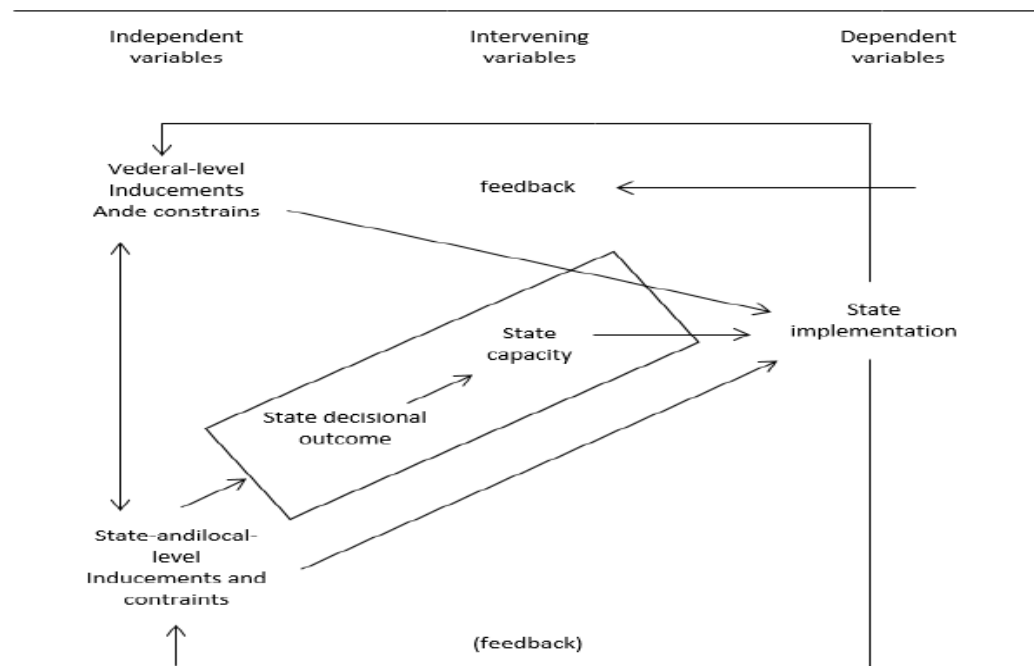 Independent
variables
Intervening
variables
Dependent
variables
Vederal-level
Inducements
Ande constrains
feedback
State
implementation
State
capacity
State decisional
outcome
State-andilocal-
level
Inducements and
contraints
(feedback)